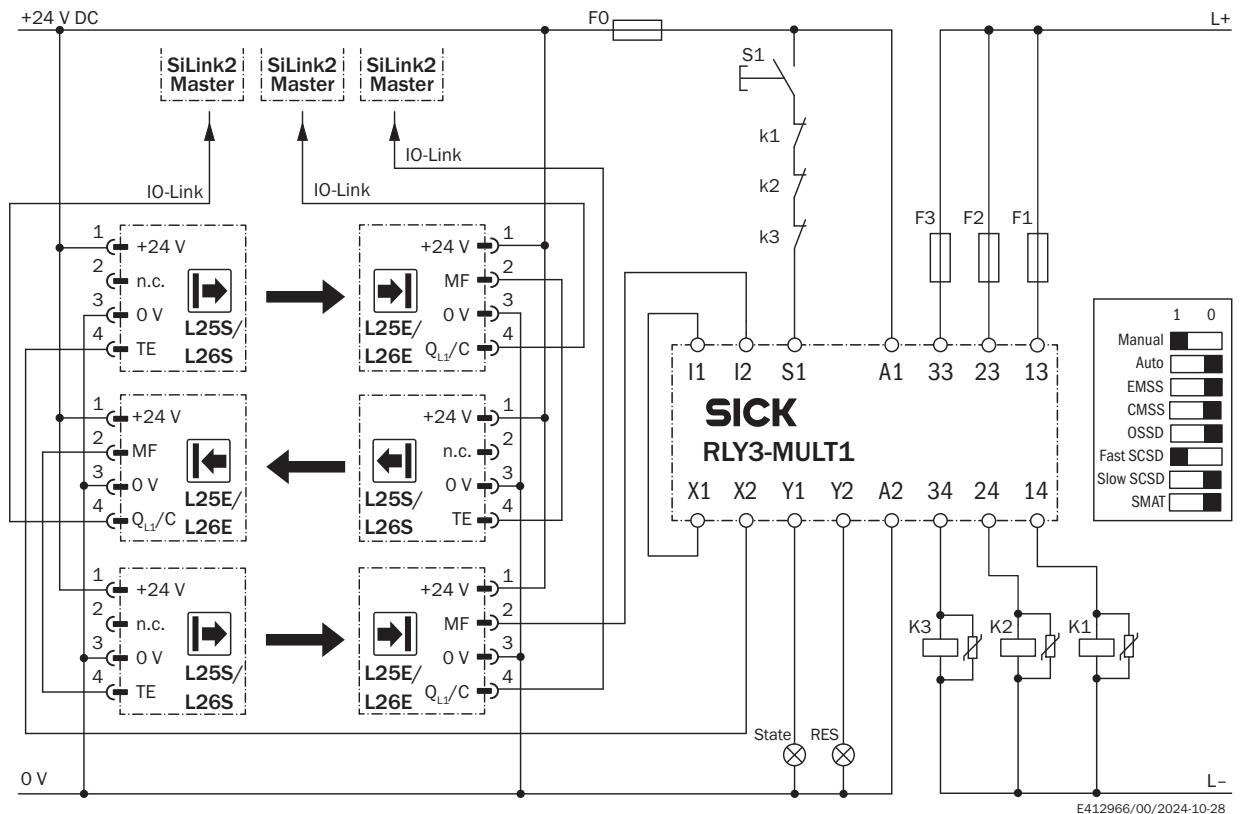 +24 V DC
F0
L+
SiLink2
Master
SiLink2
Master
SiLink2
Master
S1
k1
k2
k3
IO-Link
IO-Link
IO-Link
F3
F2
F1
1
+24 V
2
n.c.
3
0 V
4
TE
L25S/
L26S
+24 V
1
MF
2
0 V
3
QL1/C
4
L25E/
L26E
1
+24 V
2
MF
3
0 V
4
QL1/C
L25E/
L26E
+24 V
1
n.c.
2
0 V
3
TE
4
L25S/
L26S
1
+24 V
2
n.c.
3
0 V
4
TE
L25S/
L26S
+24 V
1
MF
2
0 V
3
QL1/C
4
L25E/
L26E
I1 I2 S1 A1 33 23 13
SICK
RLY3-MULT1
X1 X2 Y1 Y2 A2 34 24 14
1 0
Manual
Auto
EMSS
CMSS
OSSD
Fast SCSD
Slow SCSD
SMAT
K3
K2
K1
State
RES
0 V
L–
E412966/00/2024-10-28